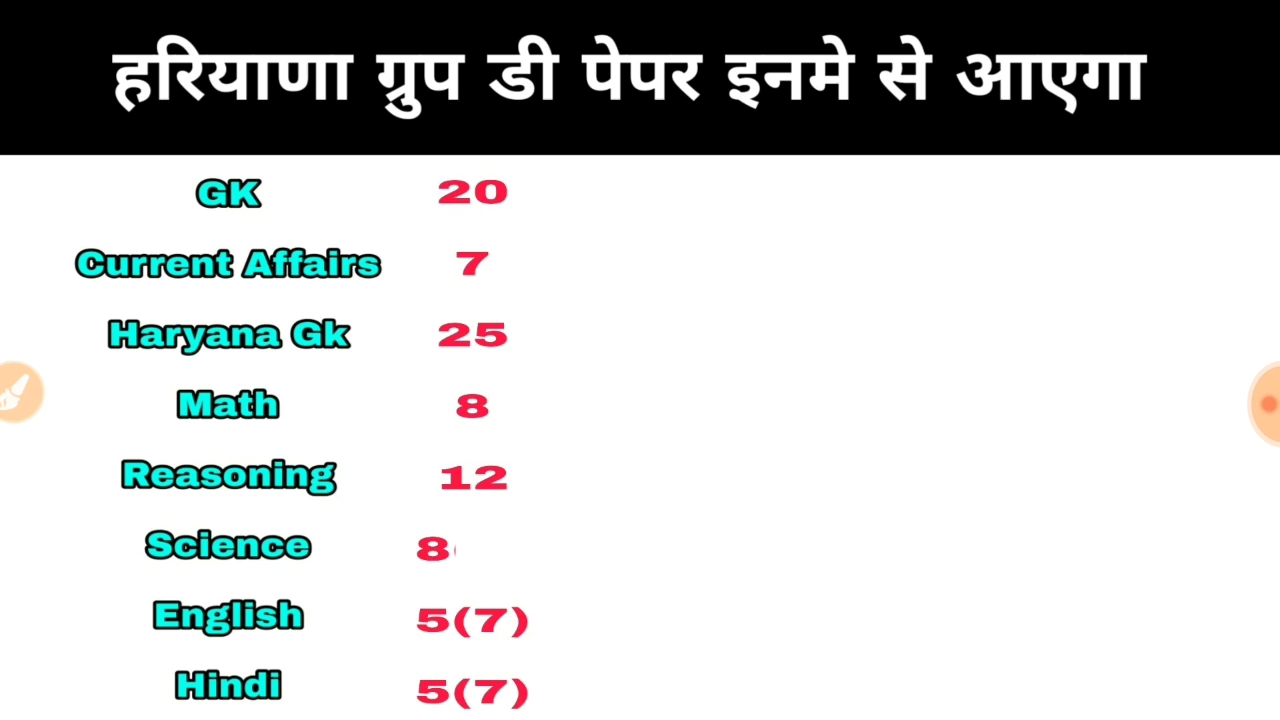 हरियाणा ग्रुप डी पेपर इनमे से आएगा
GK 20
Current Affairs 7
Haryana Gk 25
Math 8
Reasoning 12
Science 8
English 5(7)
Hindi 5(7)